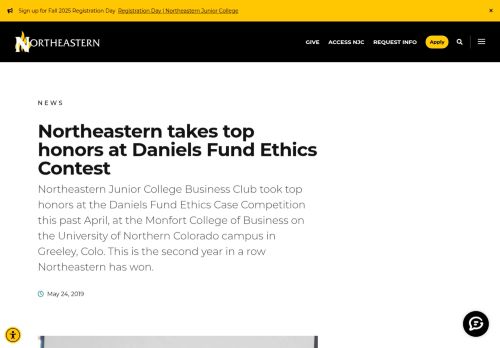 Sign up for Fall 2025 Registration Day  Registration Day | Northeastern Junior College
×
NORTHEASTERN
GIVE
ACCESS NJC
REQUEST INFO
Apply
NEWS
Northeastern takes top
honors at Daniels Fund Ethics
Contest
Northeastern Junior College Business Club took top
honors at the Daniels Fund Ethics Case Competition
this past April, at the Monfort College of Business on
the University of Northern Colorado campus in
Greeley, Colo. This is the second year in a row
Northeastern has won.
May 24, 2019